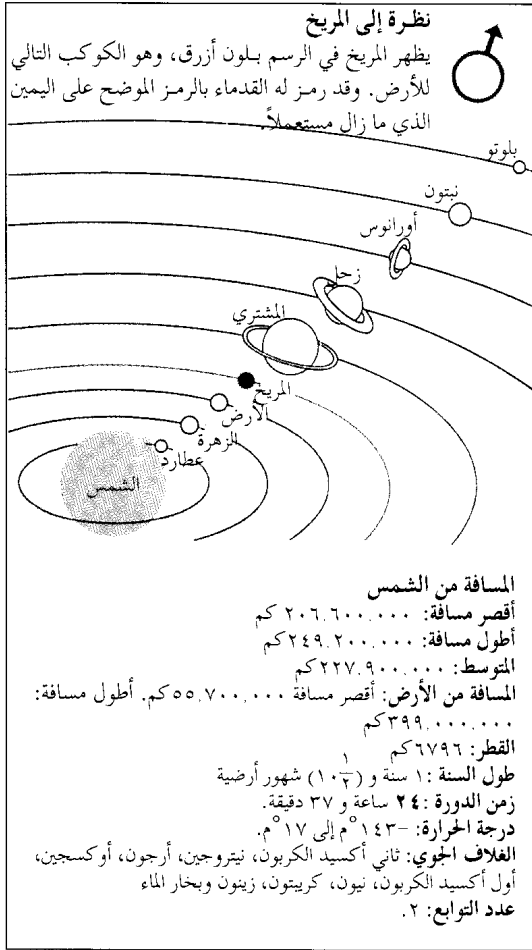 نظرة إلى المريخ
يظهر المريخ في الرسم بلون أزرق، وهو الكوكب التالي
للأرض. وقد رمز له القدماء بالرمز الموضح على اليمين
الذي ما زال مستعملاً.
بلوتو
نبتون
أورانوس
زحل
المشتري
المريخ
الأرض
الزهرة
عطارد
الشمس
المسافة من الشمس
أقصر مسافة: ٢٠٦.٦٠٠.٠٠٠ كم
أطول مسافة: ٢٤٩.٢٠٠.٠٠٠كم
المتوسط: ٢٢٧.٩٠٠.٠٠٠كم
المسافة من الأرض: أقصر مسافة ٥٥.٧٠٠.٠٠٠كم. أطول مسافة:
٣٩٩.٠٠٠.٠٠٠كم
القطر: ٦٧٩٦كم
طول السنة: ١ سنة و (١٠ ١/٢) شهور أرضية
زمن الدورة: ٢٤ ساعة و ٣٧ دقيقة.
درجة الحرارة: -١٤٣°م إلى ١٧°م.
الغلاف الجوي: ثاني أكسيد الكربون، نيتروجين، أرجون، أوكسجين،
أول أكسيد الكربون، نيون، كريبتون، زينون وبخار الماء
عدد التوابع: ٢.